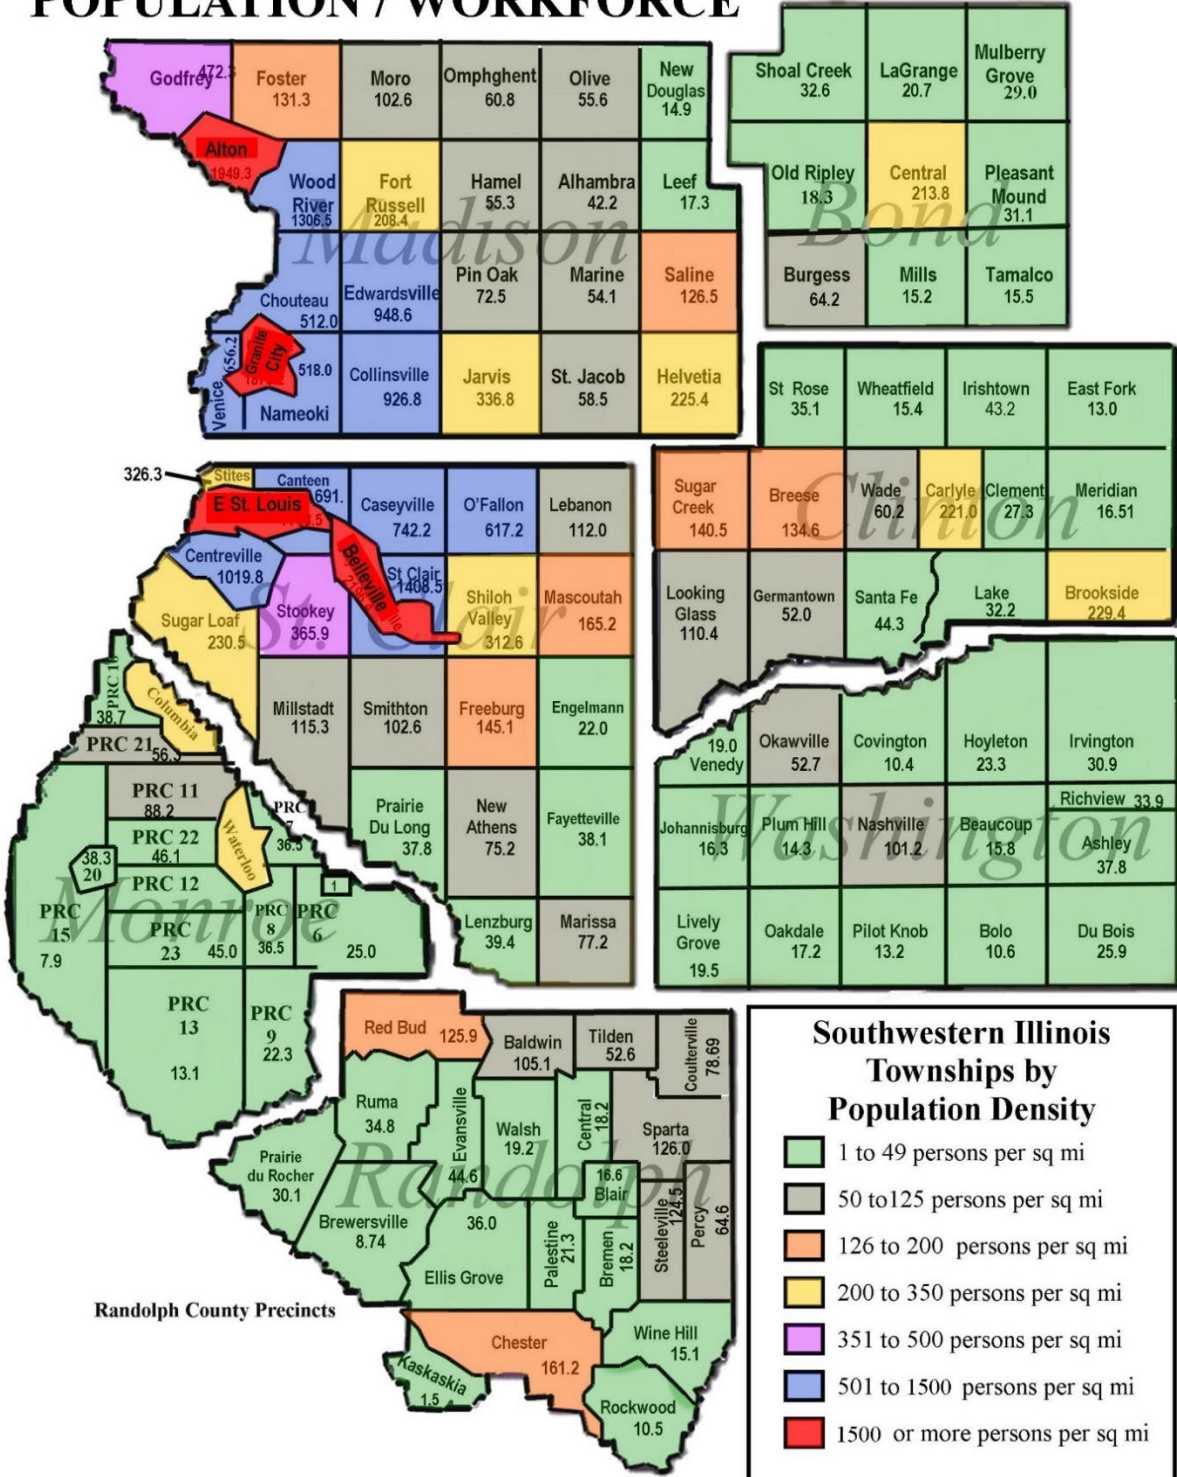 POPULATION / WORKFORCE
Godfrey
472.3
Foster
131.3
Moro
102.6
Omphghent
60.8
Olive
55.6
New
Douglas
14.9
Alton
1949.3
Wood
River
1306.5
Fort
Russell
208.4
Hamel
55.3
Alhambra
42.2
Leef
17.3
Madison
Chouteau
512.0
Edwardsville
948.6
Pin Oak
72.5
Marine
54.1
Saline
126.5
Venice
656.2
Granite
City
518.0
Nameoki
Collinsville
926.8
Jarvis
336.8
St. Jacob
58.5
Helvetia
225.4
Shoal Creek
32.6
LaGrange
20.7
Mulberry
Grove
29.0
Old Ripley
18.3
Central
213.8
Pleasant
Mound
31.1
Bond
Burgess
64.2
Mills
15.2
Tamalco
15.5
St Rose
35.1
Wheatfield
15.4
Irishtown
43.2
East Fork
13.0
Sugar
Creek
140.5
Breese
134.6
Wade
60.2
Carlyle
221.0
Clement
27.3
Meridian
16.51
Clinton
Looking
Glass
110.4
Germantown
52.0
Santa Fe
44.3
Lake
32.2
Brookside
229.4
326.3
Stites
Canteen
691.
E St. Louis
Caseyville
742.2
O'Fallon
617.2
Lebanon
112.0
Centreville
1019.8
Belleville
St Clair
1408.5
Stookey
365.9
Shiloh
Valley
312.6
Mascoutah
165.2
St. Clair
Sugar Loaf
230.5
Millstadt
115.3
Smithton
102.6
Freeburg
145.1
Engelmann
22.0
Prairie
Du Long
37.8
New
Athens
75.2
Fayetteville
38.1
Lenzburg
39.4
Marissa
77.2
38.7
Columbia
PRC 21
56.3
PRC 11
88.2
PRC
36.5
Waterloo
PRC 22
46.1
38.3
20
PRC 12
1
Monroe
PRC
15
7.9
PRC
23
45.0
PRC
8
36.5
PRC
6
25.0
PRC
13
13.1
PRC
9
22.3
19.0
Venedy
Okawville
52.7
Covington
10.4
Hoyleton
23.3
Irvington
30.9
Richview 33.9
Johannisburg
16.3
Plum Hill
14.3
Nashville
101.2
Beaucoup
15.8
Ashley
37.8
Washington
Lively
Grove
19.5
Oakdale
17.2
Pilot Knob
13.2
Bolo
10.6
Du Bois
25.9
Red Bud
125.9
Baldwin
105.1
Tilden
52.6
Coulterville
78.69
Ruma
34.8
Evansville
44.6
Walsh
19.2
Central
18.2
Sparta
126.0
Prairie
du Rocher
30.1
Randolph
16.6
Blair
Brewersville
8.74
36.0
Ellis Grove
Palestine
21.3
Bremen
18.2
Steeleville
124.5
Percy
64.6
Randolph County Precincts
Chester
161.2
Wine Hill
15.1
Kaskaskia
1.5
Rockwood
10.5
Southwestern Illinois
Townships by
Population Density
1 to 49 persons per sq mi
50 to125 persons per sq mi
126 to 200 persons per sq mi
200 to 350 persons per sq mi
351 to 500 persons per sq mi
501 to 1500 persons per sq mi
1500 or more persons per sq mi